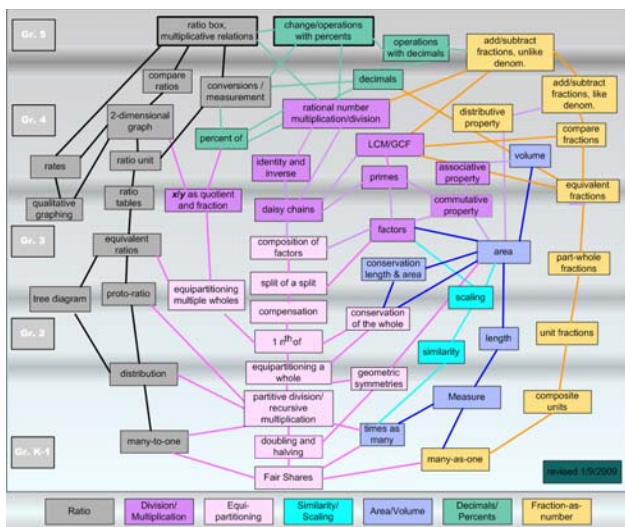 Gr. 5
ratio box,
multiplicative relations
change/operations
with percents
operations
with decimals
add/subtract
fractions, unlike
denom.
compare
ratios
conversions /
measurement
decimals
add/subtract
fractions, like
denom.
Gr. 4
2-dimensional
graph
rational number
multiplication/division
distributive
property
percent of
LCM/GCF
compare
fractions
rates
ratio unit
identity and
inverse
volume
associative
property
primes
qualitative
graphing
ratio
tables
x/y as quotient
and fraction
equivalent
fractions
daisy chains
commutative
property
Gr. 3
equivalent
ratios
composition of
factors
factors
area
conservation
length & area
part-whole
fractions
tree diagram
proto-ratio
equipartitioning
multiple wholes
split of a split
scaling
compensation
conservation
of the whole
Gr. 2
1 nth of
similarity
length
unit fractions
distribution
equipartitioning a
whole
geometric
symmetries
partitive division/
recursive
multiplication
Measure
composite
units
many-to-one
doubling and
halving
times as
many
Gr. K-1
many-as-one
Fair Shares
revised 1/9/2009
Ratio
Division/
Multiplication
Equi-
partitioning
Similarity/
Scaling
Area/Volume
Decimals/
Percents
Fraction-as-
number